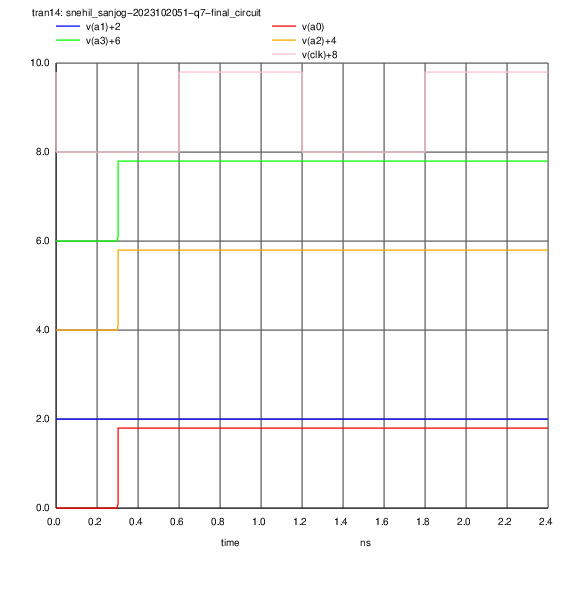 tran14: snehil_sanjog-2023102051-q7-final_circuit
v(a1)+2 v(a0)
v(a3)+6 v(a2)+4
v(clk)+8
10.0
8.0
6.0
4.0
2.0
0.0
0.0 0.2 0.4 0.6 0.8 1.0 1.2 1.4 1.6 1.8 2.0 2.2 2.4
time ns